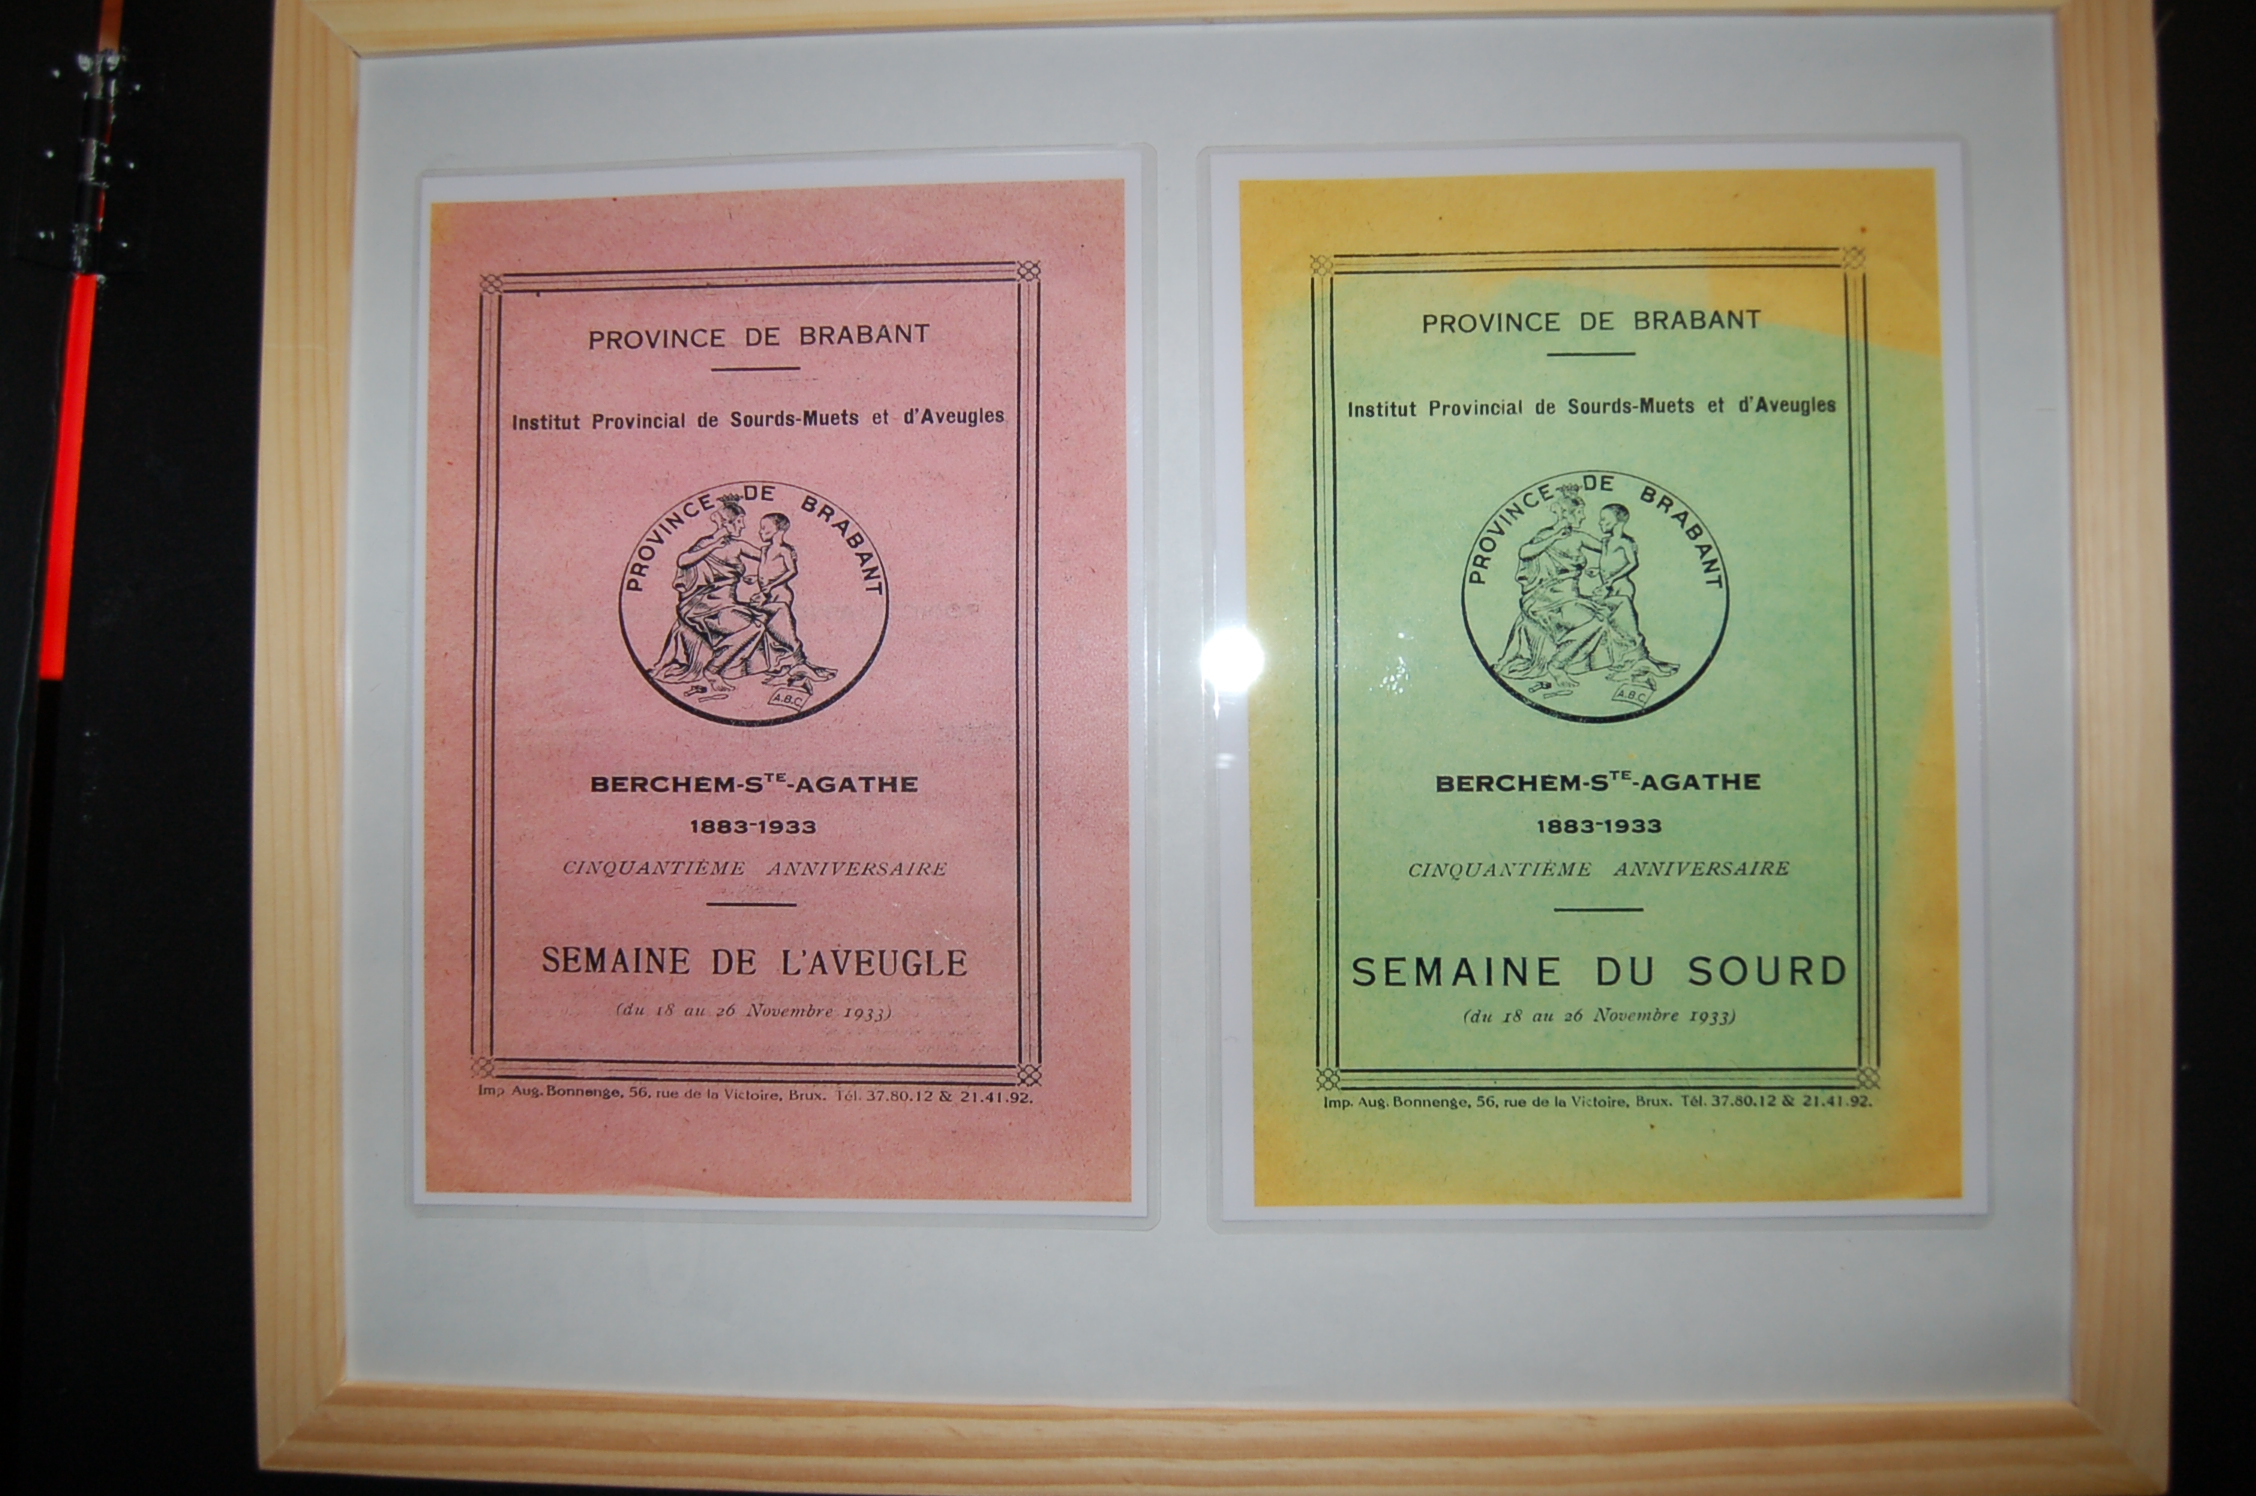 PROVINCE DE BRABANT
Institut Provincial de Sourds-Muets et d'Aveugles
PROVINCE DE BRABANT
A.B.C.
BERCHEM-STE-AGATHE
1883-1933
CINQUANTIÈME ANNIVERSAIRE
SEMAINE DE L'AVEUGLE
(du 18 au 26 Novembre 1933)
Imp Aug. Bonnenge, 56, rue de la Victoire, Brux. Tél. 37.80.12 & 21.41.92.
PROVINCE DE BRABANT
Institut Provincial de Sourds-Muets et d'Aveugles
PROVINCE DE BRABANT
A.B.C.
BERCHEM-STE-AGATHE
1883-1933
CINQUANTIÈME ANNIVERSAIRE
SEMAINE DU SOURD
(du 18 au 26 Novembre 1933)
Imp. Aug. Bonnenge, 56, rue de la Victoire, Brux. Tél. 37.80.12 & 21.41.92.